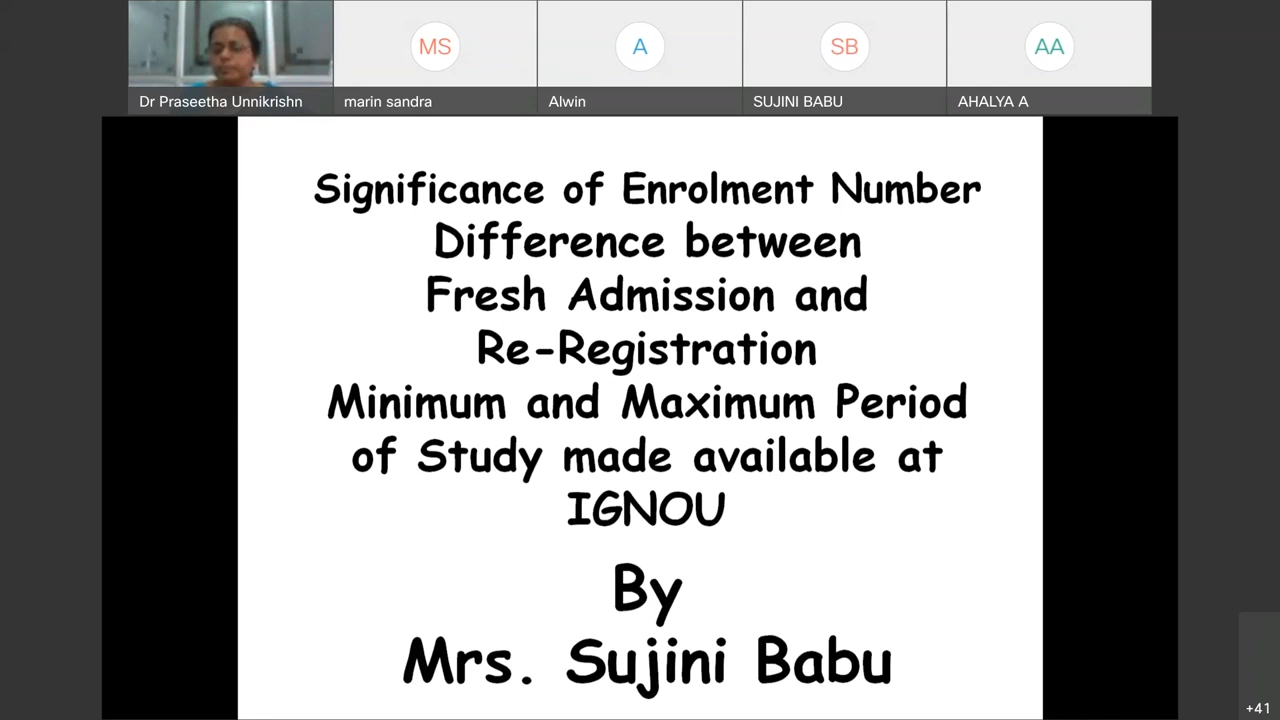 MS
A
SB
AA
Dr Praseetha Unnikrishn
marin sandra
Alwin
SUJINI BABU
AHALYA A
Significance of Enrolment Number
Difference between
Fresh Admission and
Re-Registration
Minimum and Maximum Period
of Study made available at
IGNOU
By
Mrs. Sujini Babu
+41